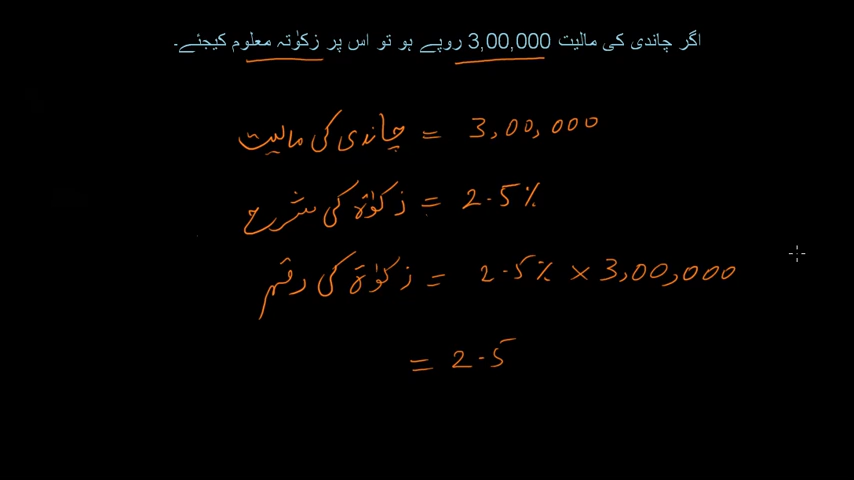 اگر چاندی کی مالیت 3,00,000 روپے ہو تو اس پر زکوٰتہ معلوم کیجئے۔
چاندی کی مالیت = 3,00,000
زکوٰۃ کی شرح = 2.5%
زکوٰۃ کی رقم = 2.5% × 3,00,000
= 2.5